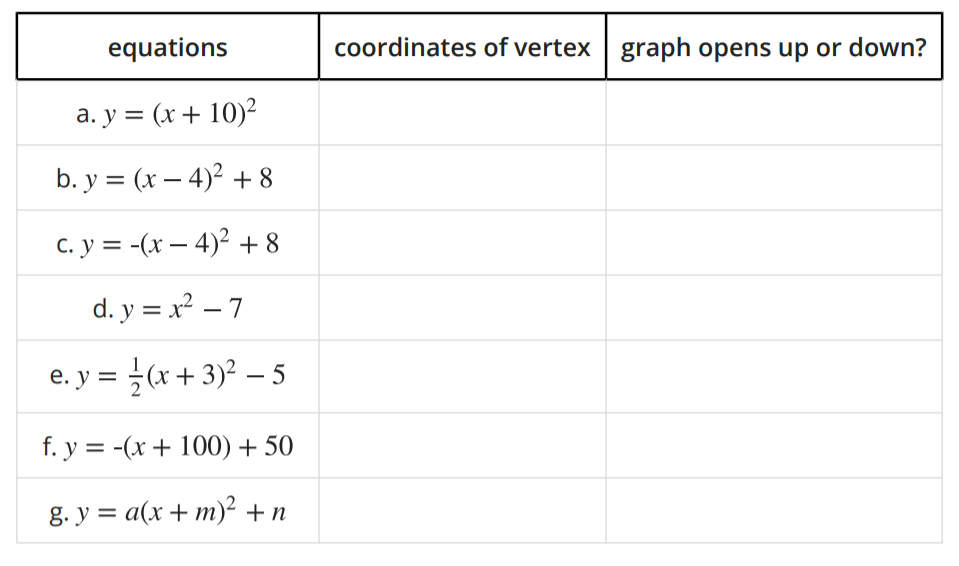 equations coordinates of vertex graph opens up or down?
a. y = (x + 10)²
b. y = (x – 4)² + 8
c. y = -(x – 4)² + 8
d. y = x² – 7
e. y = ½(x + 3)² – 5
f. y = -(x + 100) + 50
g. y = a(x + m)² + n